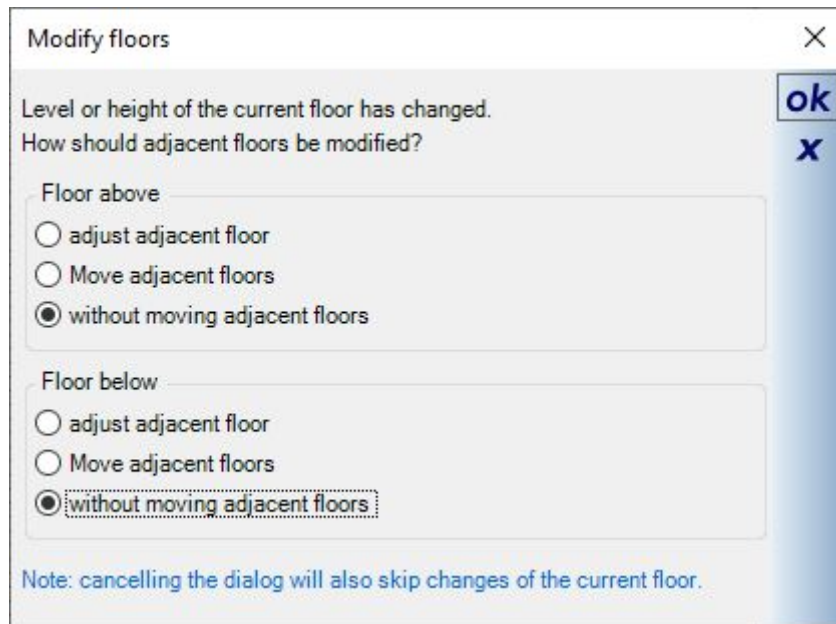 Modify floors
Level or height of the current floor has changed.
How should adjacent floors be modified?
Floor above
adjust adjacent floor
Move adjacent floors
without moving adjacent floors
Floor below
adjust adjacent floor
Move adjacent floors
without moving adjacent floors
Note: cancelling the dialog will also skip changes of the current floor.
ok
x